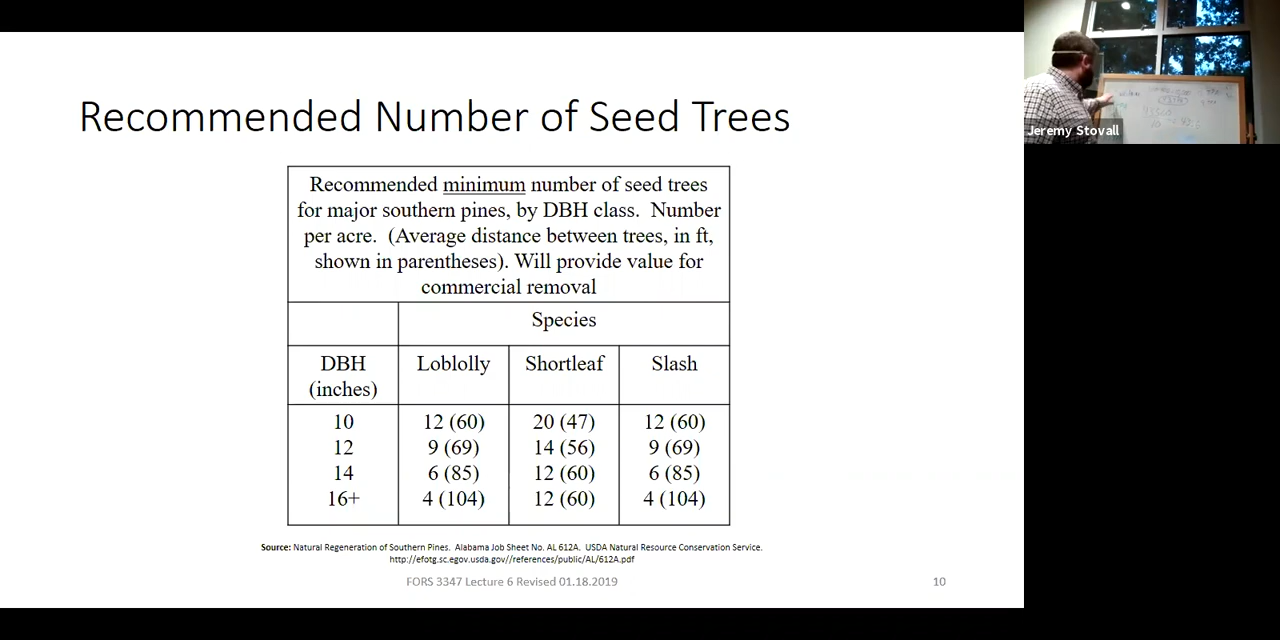 Recommended Number of Seed Trees
Recommended minimum number of seed trees
for major southern pines, by DBH class. Number
per acre. (Average distance between trees, in ft,
shown in parentheses). Will provide value for
commercial removal
Species
DBH
(inches)
Loblolly
Shortleaf
Slash
10 12 (60) 20 (47) 12 (60)
12 9 (69) 14 (56) 9 (69)
14 6 (85) 12 (60) 6 (85)
16+ 4 (104) 12 (60) 4 (104)
Source: Natural Regeneration of Southern Pines. Alabama Job Sheet No. AL 612A. USDA Natural Resource Conservation Service.
http://efotg.sc.egov.usda.gov//references/public/AL/612A.pdf
FORS 3347 Lecture 6 Revised 01.18.2019
10
Jeremy Stovall